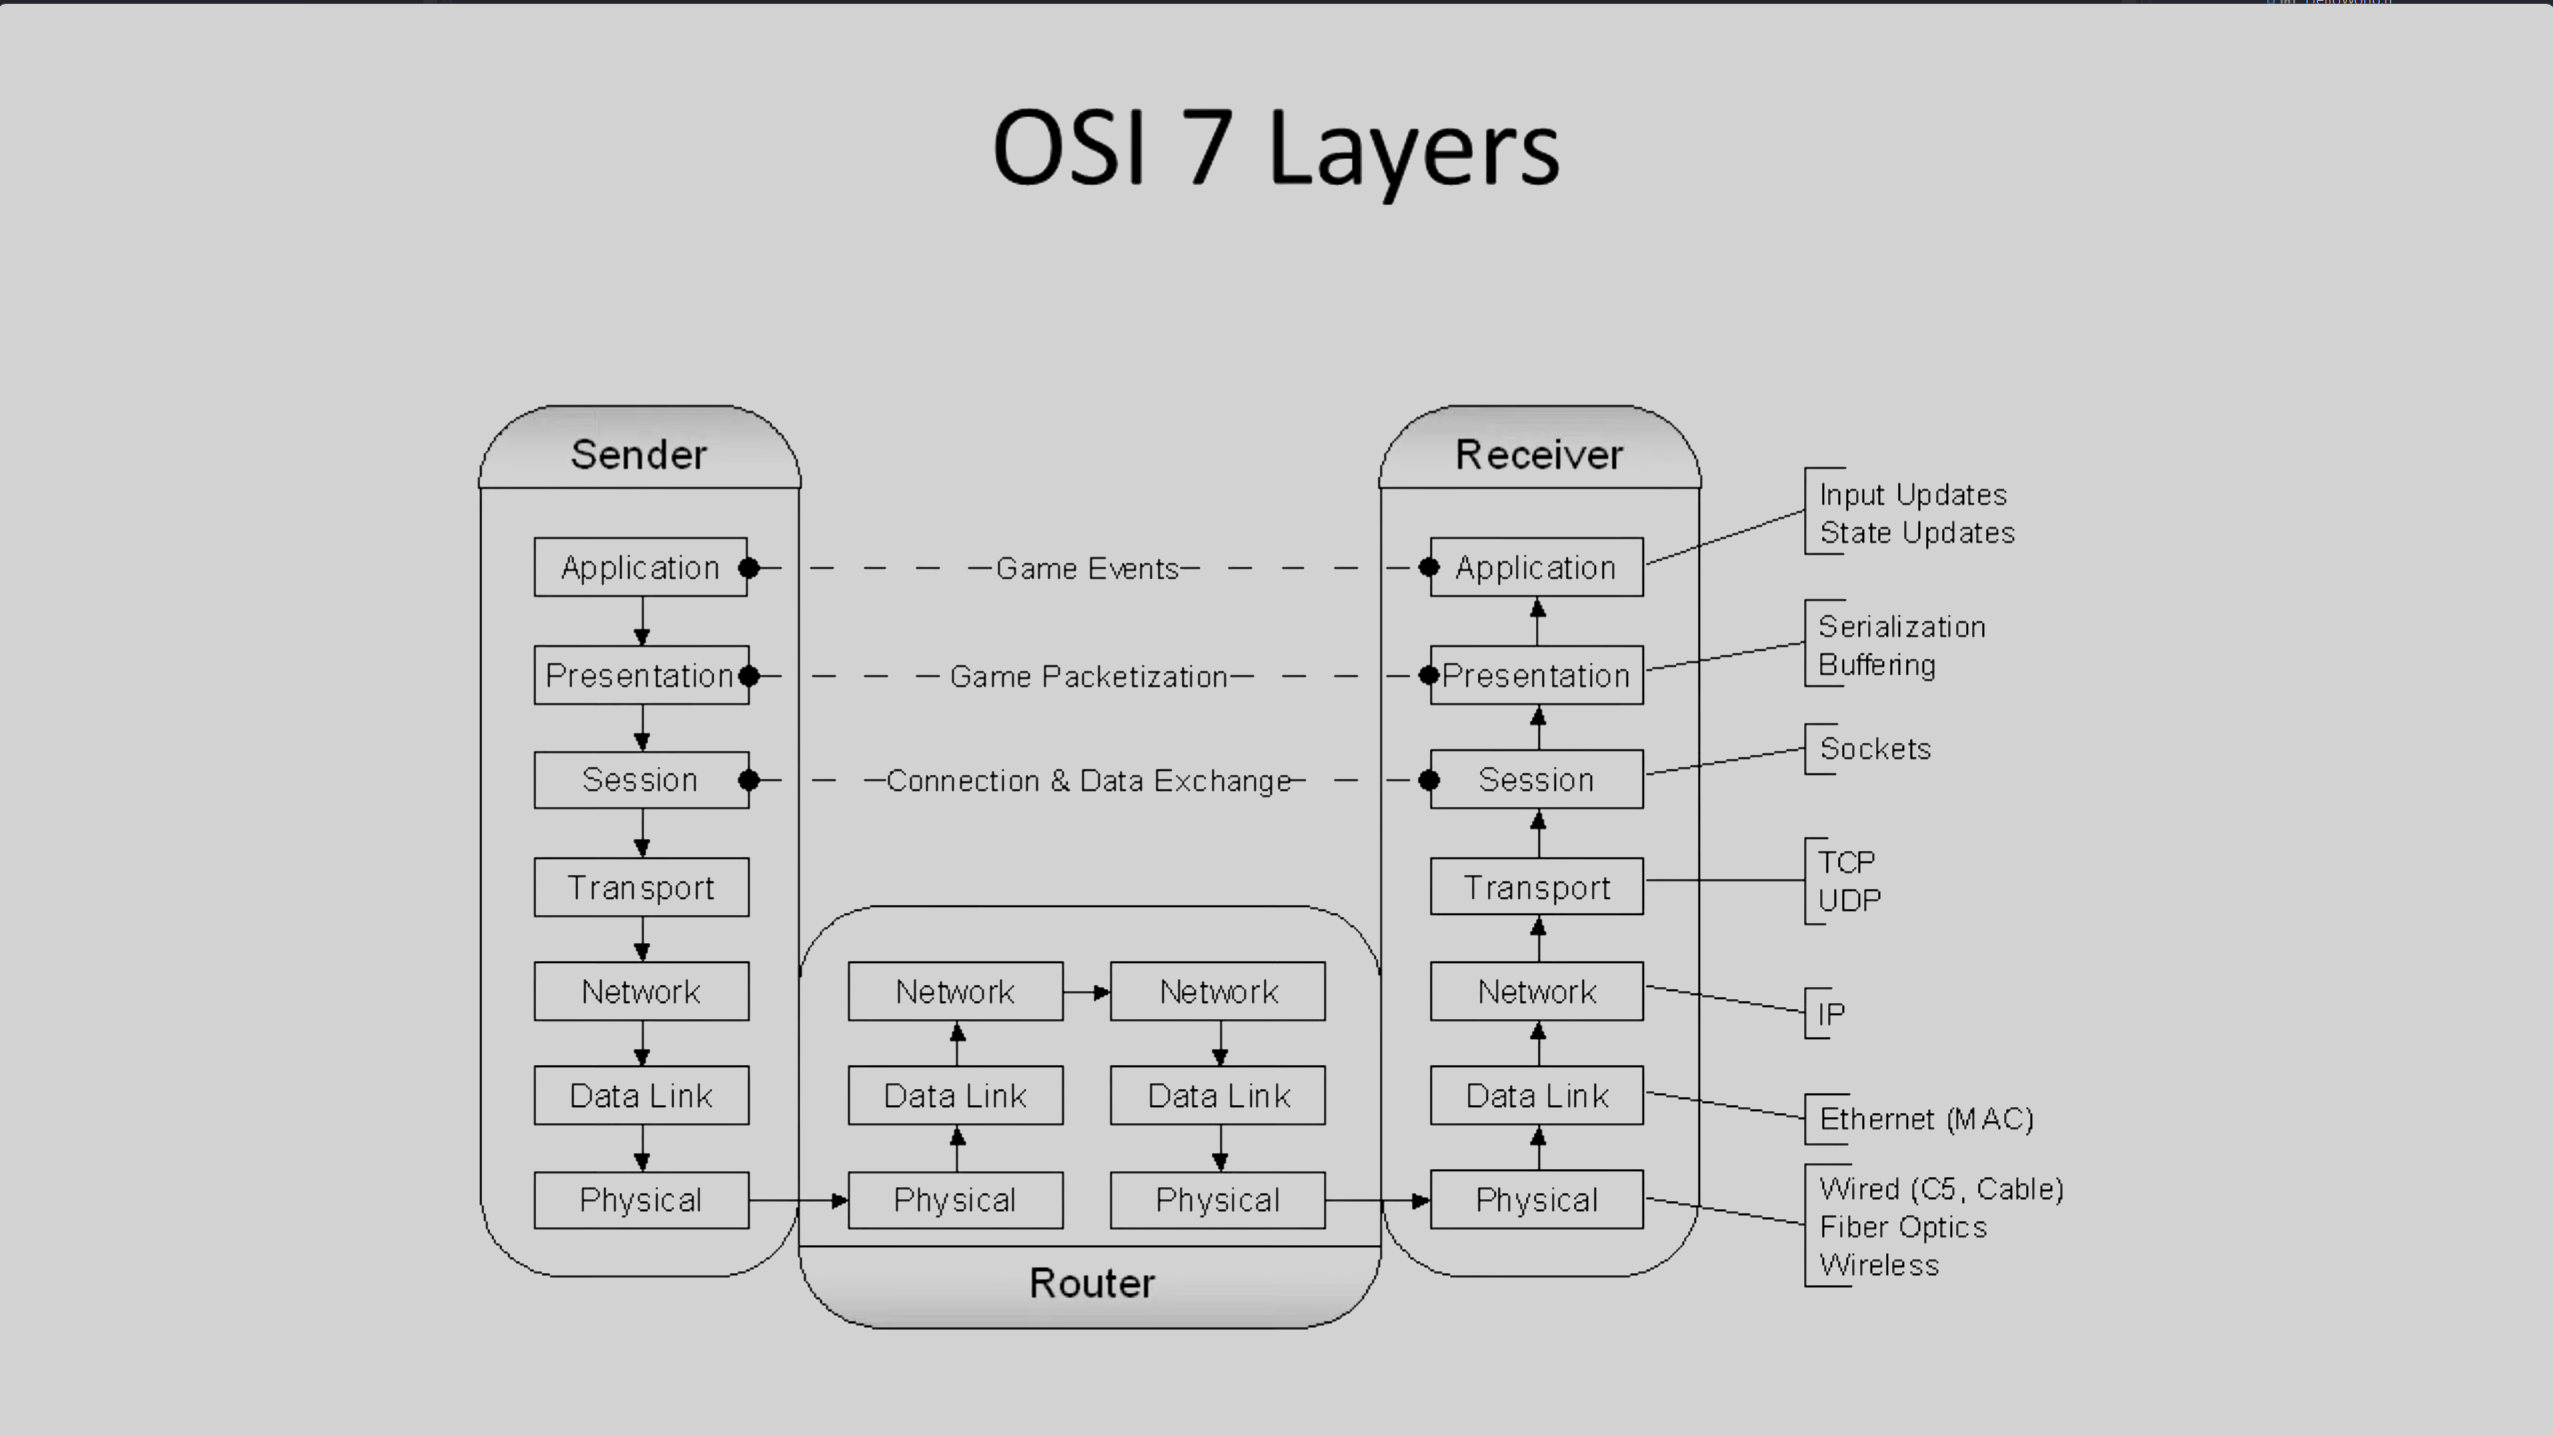 OSI 7 Layers
Sender
Receiver
Input Updates
State Updates
Application
Game Events
Application
Serialization
Buffering
Presentation
Game Packetization
Presentation
Sockets
Session
Connection & Data Exchange
Session
TCP
UDP
Transport
Transport
Network
Network
Network
Network
IP
Data Link
Data Link
Data Link
Data Link
Ethernet (MAC)
Physical
Physical
Physical
Physical
Wired (C5, Cable)
Fiber Optics
Wireless
Router